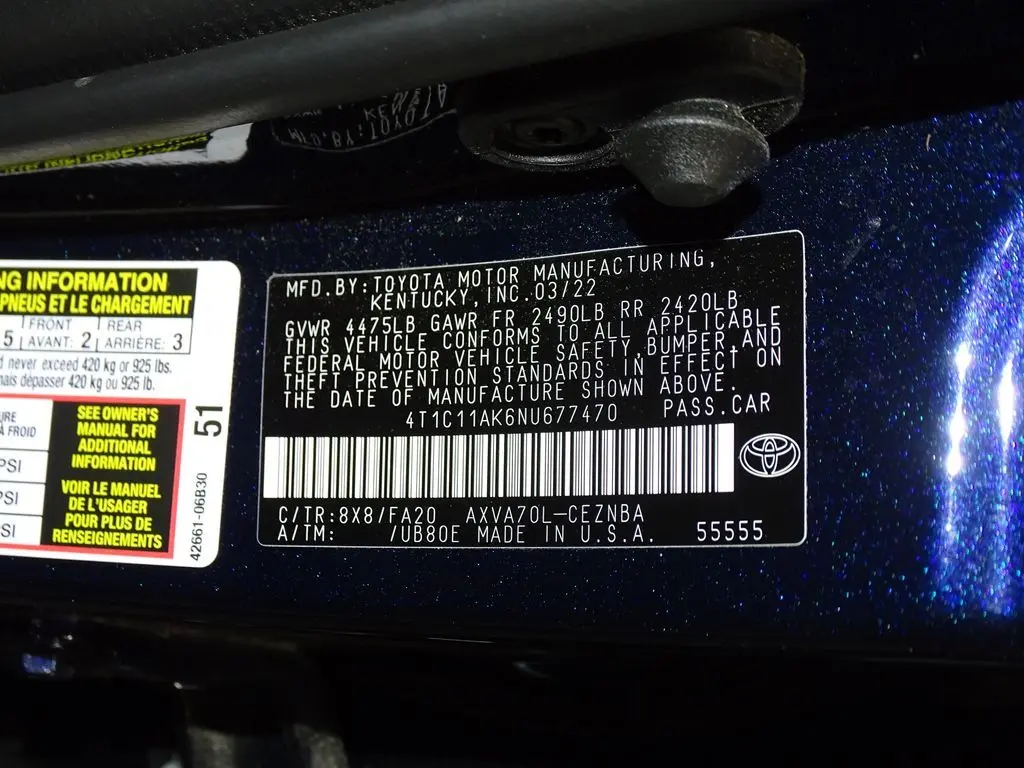 NG INFORMATION
PNEUS ET LE CHARGEMENT
5 FRONT AVANT: 2 REAR ARRIÈRE: 3
never exceed 420 kg or 925 lbs.
mais dépasser 420 kg ou 925 lb.
À FROID
PSI
PSI
SEE OWNER'S
MANUAL FOR
ADDITIONAL
INFORMATION
VOIR LE MANUEL
DE L'USAGER
POUR PLUS DE
RENSEIGNEMENTS
51
42661-06B30
MFD.BY:TOYOTA MOTOR MANUFACTURING,
KENTUCKY,INC.03/22
GVWR 4475LB GAWR FR 2490LB RR 2420LB
THIS VEHICLE CONFORMS TO ALL APPLICABLE
FEDERAL MOTOR VEHICLE SAFETY,BUMPER,AND
THEFT PREVENTION STANDARDS IN EFFECT ON
THE DATE OF MANUFACTURE SHOWN ABOVE.
4T1C11AK6NU677470 PASS.CAR
C/TR:8X8/FA20 AXVA70L-CEZNBA
A/TM: /UB80E MADE IN U.S.A. 55555